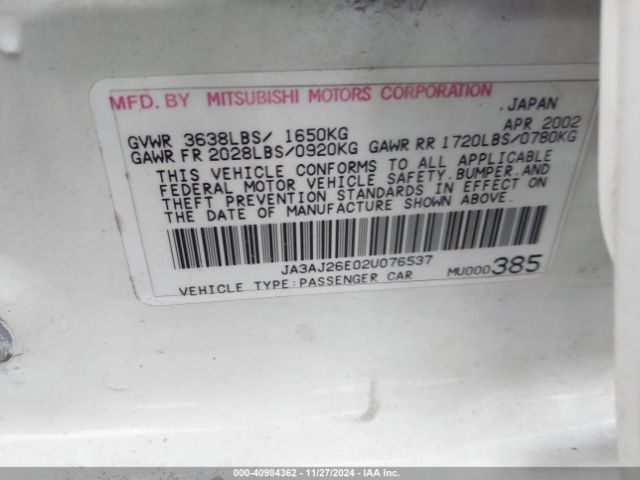 MFD. BY MITSUBISHI MOTORS CORPORATION
, JAPAN
APR 2002
GVWR 3638LBS/ 1650KG
GAWR FR 2028LBS/0920KG GAWR RR 1720LBS/0780KG
THIS VEHICLE CONFORMS TO ALL APPLICABLE
FEDERAL MOTOR VEHICLE SAFETY.BUMPER.AND
THEFT PREVENTION STANDARDS IN EFFECT ON
THE DATE OF MANUFACTURE SHOWN ABOVE.
JA3AJ26E02U076537
VEHICLE TYPE:PASSENGER CAR MU000385
000-40984362 - 11/27/2024 - IAA Inc.